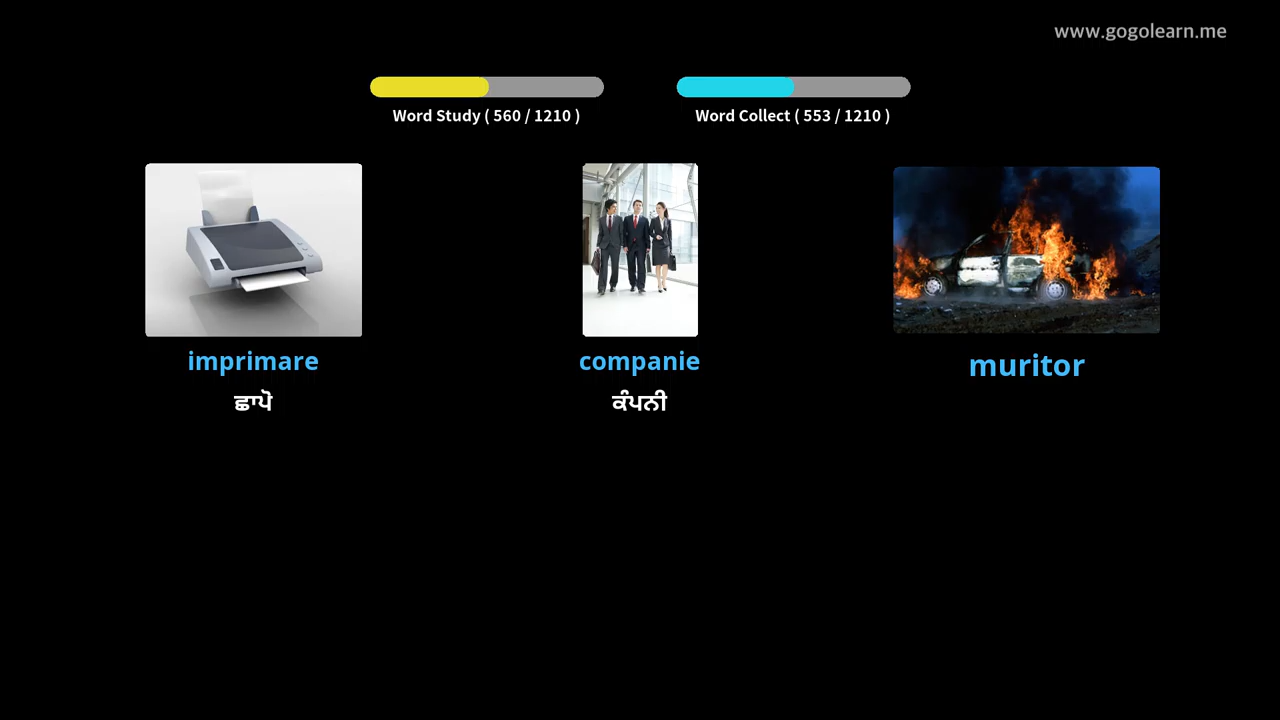 www.gogolearn.me
Word Study ( 560 / 1210 )
Word Collect ( 553 / 1210 )
imprimare
ਛਾਪੋ
companie
ਕੰਪਨੀ
muritor